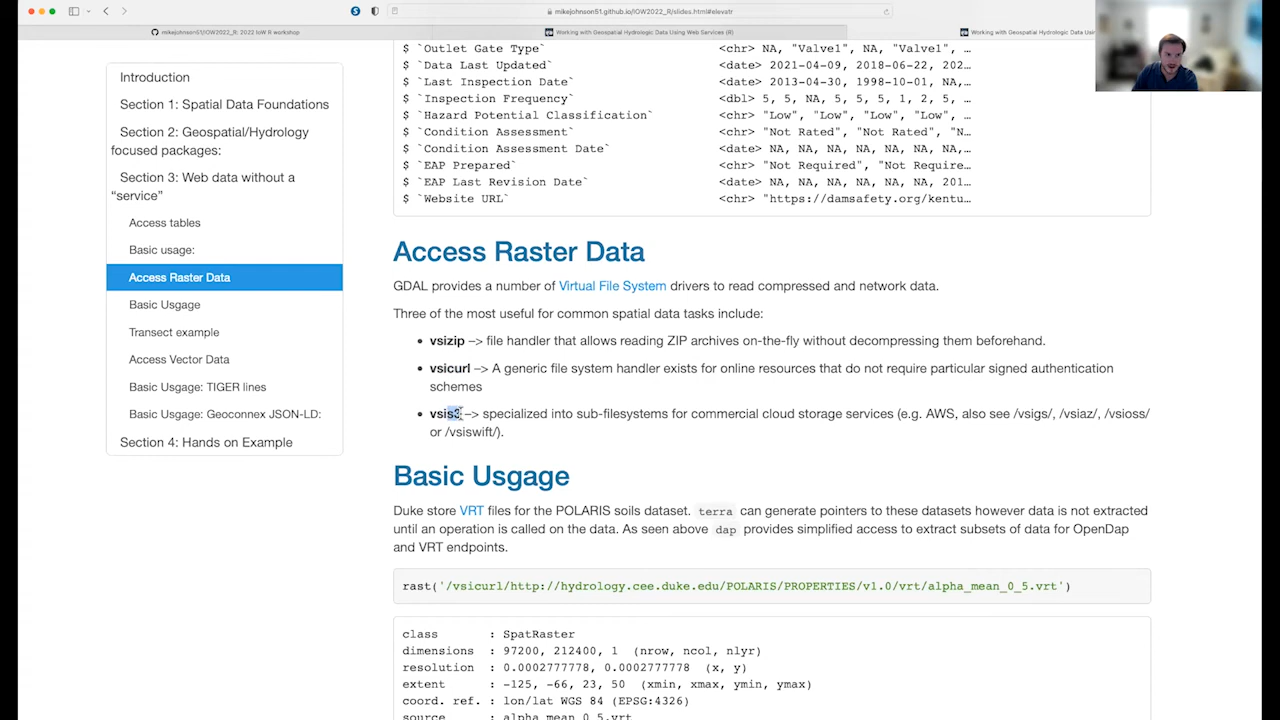 mikejohnson51.github.io/IOW2022_R/slides.html#elevatr
mikejohnson51/IOW2022_R: 2022 IoW R workshop
Working with Geospatial Hydrologic Data Using Web Services (R)
Working with Geospatial Hydrologic Data Using
Introduction
Section 1: Spatial Data Foundations
Section 2: Geospatial/Hydrology
focused packages:
Section 3: Web data without a
“service”
Access tables
Basic usage:
Access Raster Data
Basic Usgage
Transect example
Access Vector Data
Basic Usgage: TIGER lines
Basic Usgage: Geoconnex JSON-LD:
Section 4: Hands on Example
$ `Outlet Gate Type` <chr> NA, "Valve1", NA, "Valve1", …
$ `Data Last Updated` <date> 2021-04-09, 2018-06-22, 202…
$ `Last Inspection Date` <date> 2013-04-30, 1998-10-01, NA,…
$ `Inspection Frequency` <dbl> 5, 5, NA, 5, 5, 5, 1, 2, 5, …
$ `Hazard Potential Classification` <chr> "Low", "Low", "Low", "Low", …
$ `Condition Assessment` <chr> "Not Rated", "Not Rated", "N…
$ `Condition Assessment Date` <date> NA, NA, NA, NA, NA, NA, NA,…
$ `EAP Prepared` <chr> "Not Required", "Not Require…
$ `EAP Last Revision Date` <date> NA, NA, NA, NA, NA, NA, 201…
$ `Website URL` <chr> "https://damsafety.org/kentu…
Access Raster Data
GDAL provides a number of Virtual File System drivers to read compressed and network data.
Three of the most useful for common spatial data tasks include:
• vsizip –> file handler that allows reading ZIP archives on-the-fly without decompressing them beforehand.
• vsicurl –> A generic file system handler exists for online resources that do not require particular signed authentication
schemes
• vsis3 –> specialized into sub-filesystems for commercial cloud storage services (e.g. AWS, also see /vsigs/, /vsiaz/, /vsioss/
or /vsiswift/).
Basic Usgage
Duke store VRT files for the POLARIS soils dataset. terra can generate pointers to these datasets however data is not extracted
until an operation is called on the data. As seen above dap provides simplified access to extract subsets of data for OpenDap
and VRT endpoints.
rast('/vsicurl/http://hydrology.cee.duke.edu/POLARIS/PROPERTIES/v1.0/vrt/alpha_mean_0_5.vrt')
class : SpatRaster
dimensions : 97200, 212400, 1 (nrow, ncol, nlyr)
resolution : 0.0002777778, 0.0002777778 (x, y)
extent : -125, -66, 23, 50 (xmin, xmax, ymin, ymax)
coord. ref. : lon/lat WGS 84 (EPSG:4326)
source : alpha_mean_0_5.vrt